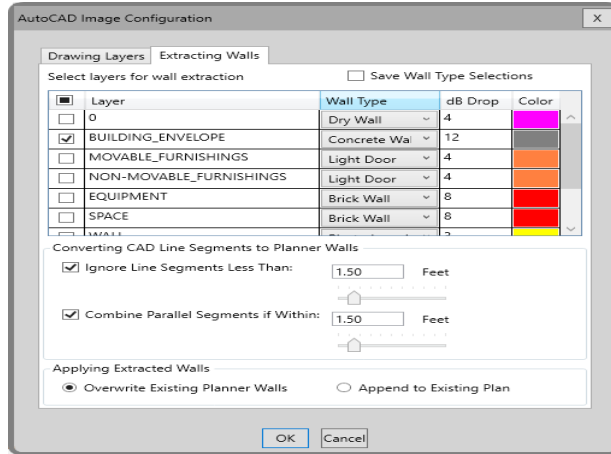 AutoCAD Image Configuration X
Drawing Layers Extracting Walls
Select layers for wall extraction Save Wall Type Selections
Layer Wall Type dB Drop Color
0 Dry Wall 4
BUILDING_ENVELOPE Concrete Wal 12
MOVABLE_FURNISHINGS Light Door 4
NON-MOVABLE_FURNISHINGS Light Door 4
EQUIPMENT Brick Wall 8
SPACE Brick Wall 8
WALL
Converting CAD Line Segments to Planner Walls
Ignore Line Segments Less Than: 1.50 Feet
Combine Parallel Segments if Within: 1.50 Feet
Applying Extracted Walls
Overwrite Existing Planner Walls Append to Existing Plan
OK Cancel